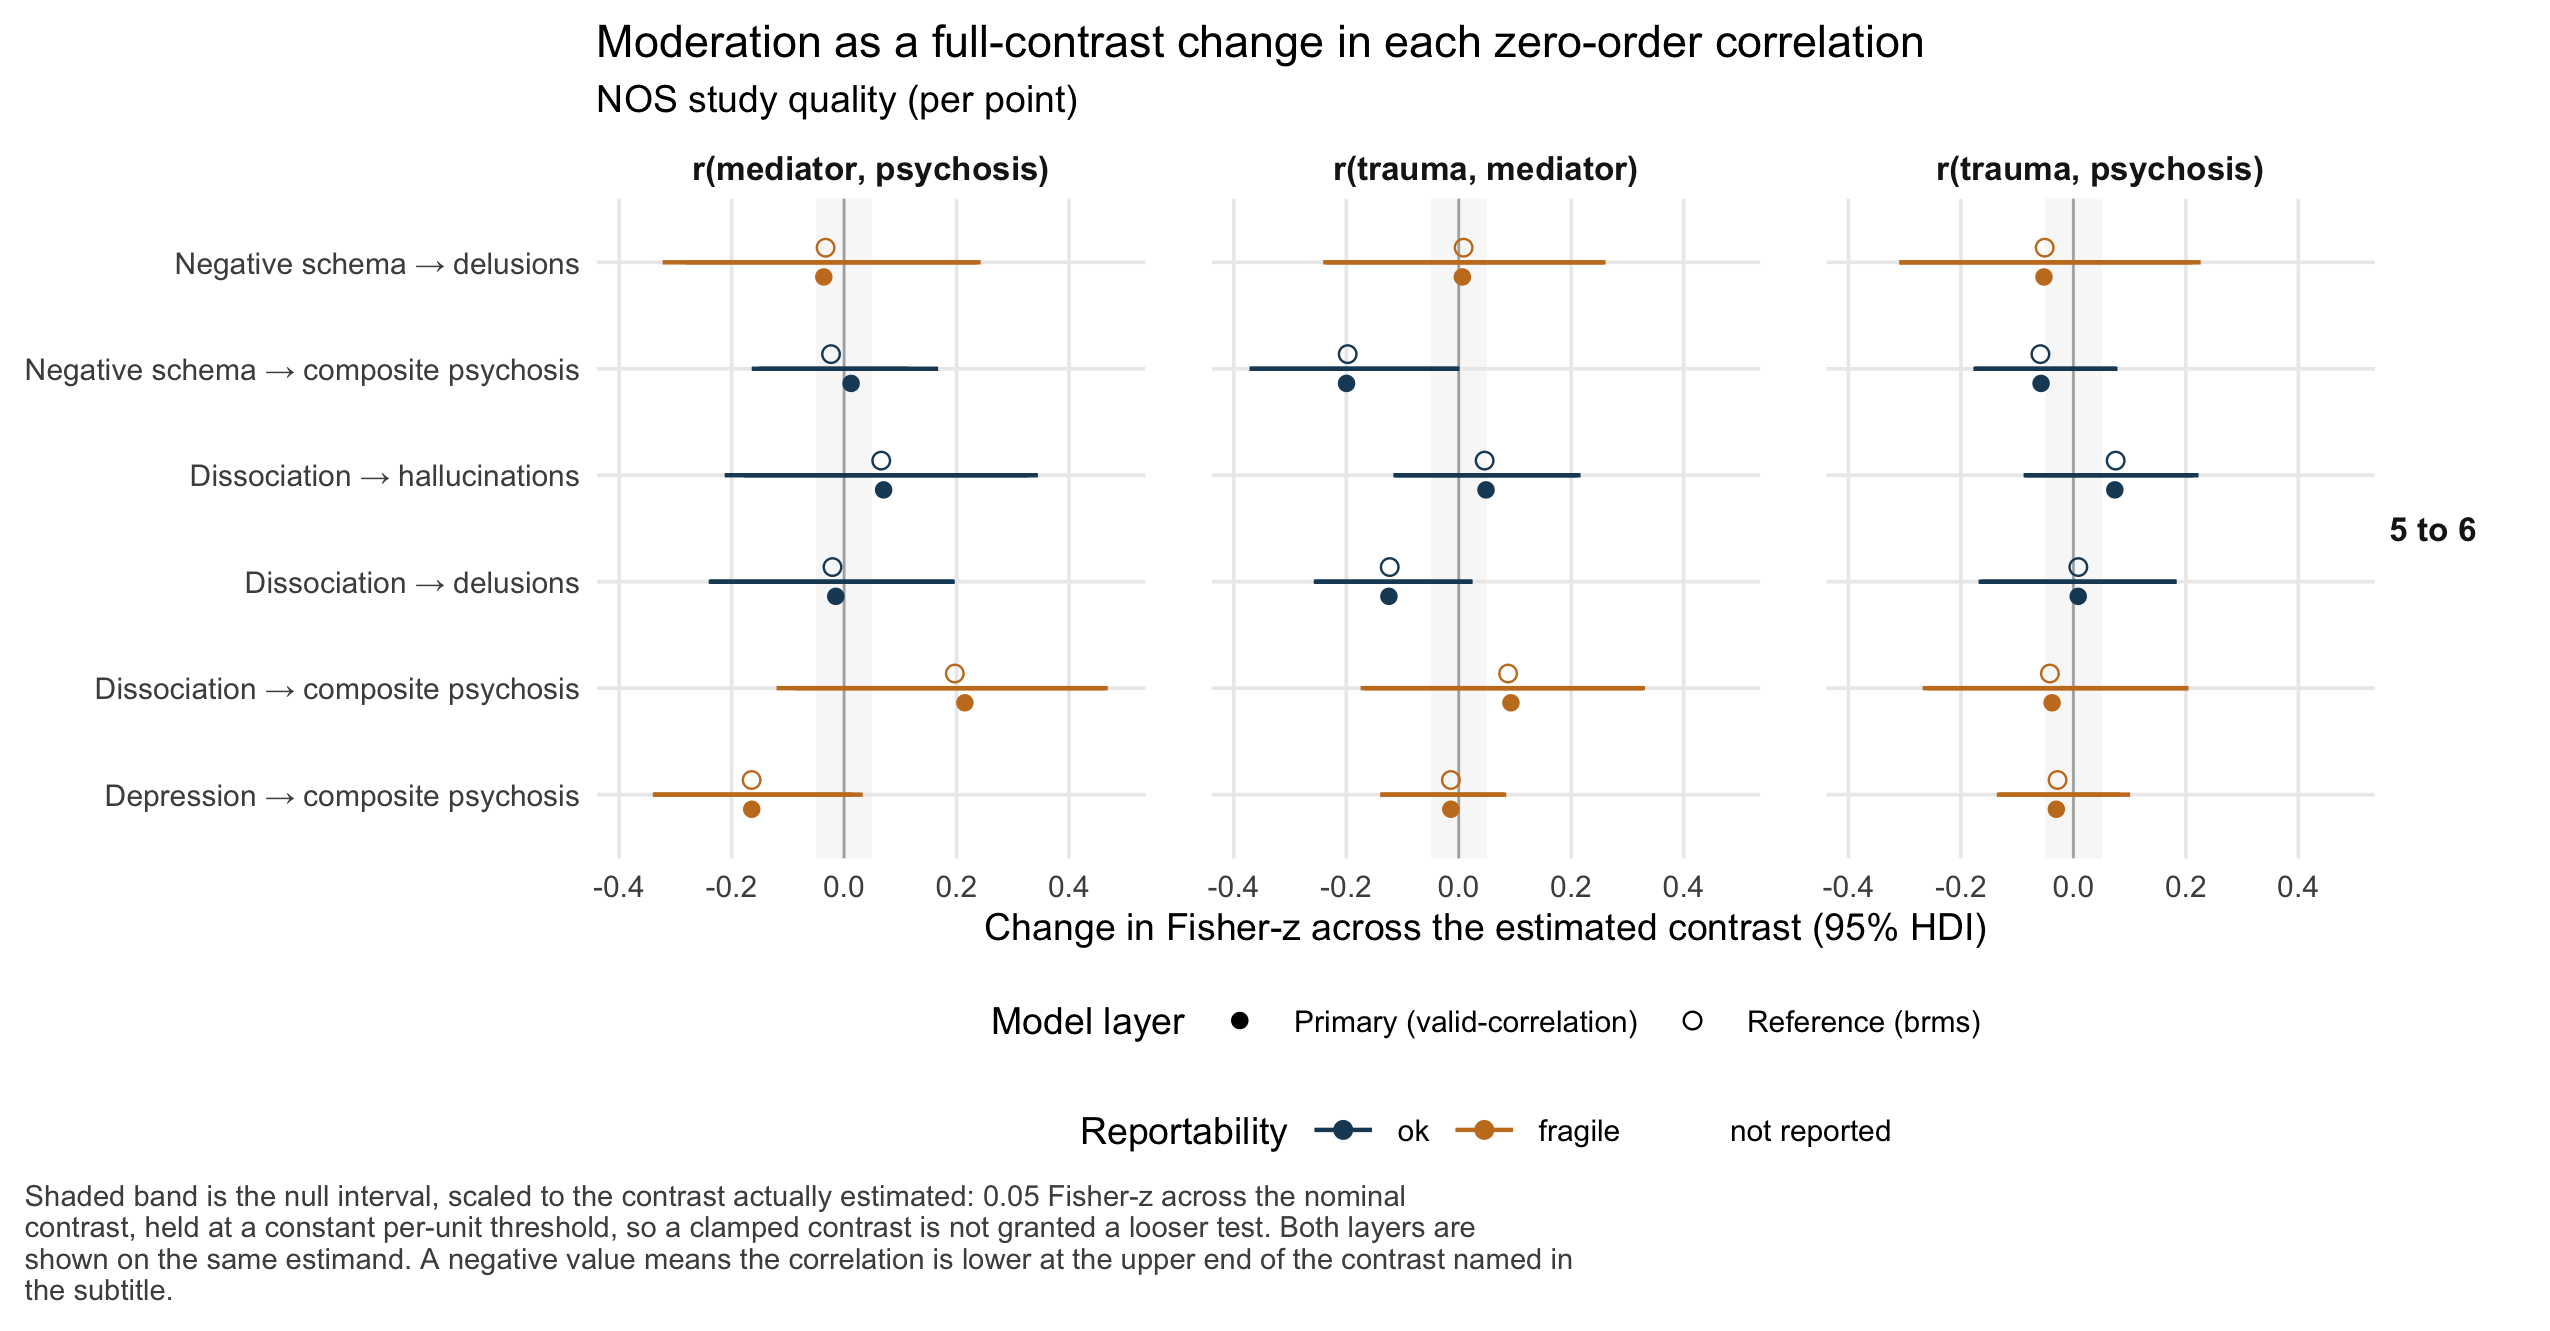 Moderation as a full-contrast change in each zero-order correlation
NOS study quality (per point)
r(mediator, psychosis)
r(trauma, mediator)
r(trauma, psychosis)
Negative schema → delusions
Negative schema → composite psychosis
Dissociation → hallucinations
Dissociation → delusions
Dissociation → composite psychosis
Depression → composite psychosis
5 to 6
-0.4 -0.2 0.0 0.2 0.4
-0.4 -0.2 0.0 0.2 0.4
-0.4 -0.2 0.0 0.2 0.4
Change in Fisher-z across the estimated contrast (95% HDI)
Model layer Primary (valid-correlation) Reference (brms)
Reportability ok fragile not reported
Shaded band is the null interval, scaled to the contrast actually estimated: 0.05 Fisher-z across the nominal
contrast, held at a constant per-unit threshold, so a clamped contrast is not granted a looser test. Both layers are
shown on the same estimand. A negative value means the correlation is lower at the upper end of the contrast named in
the subtitle.